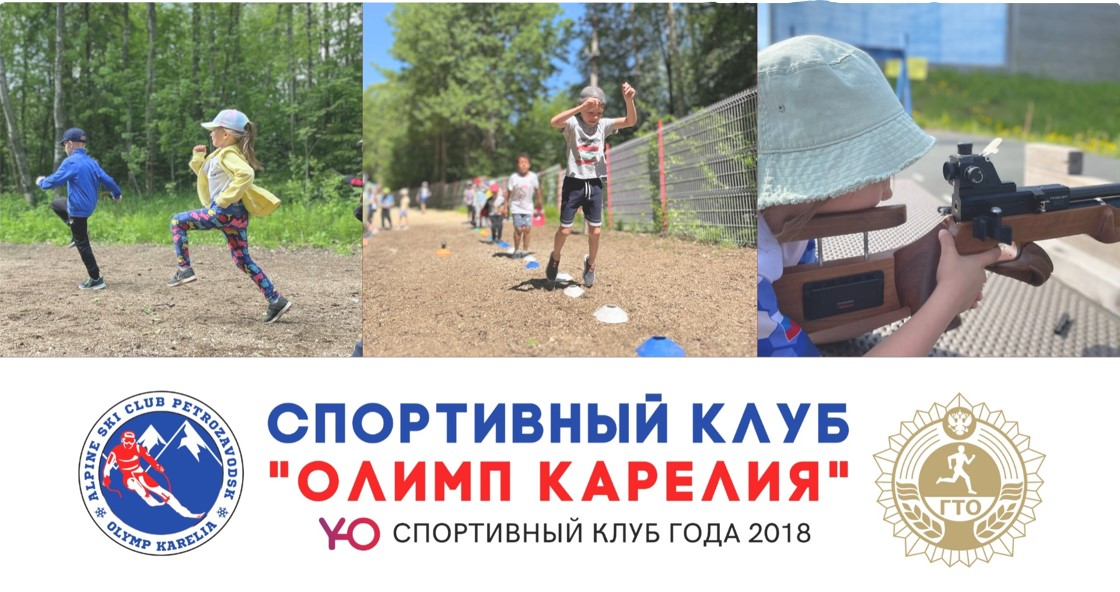 СПОРТИВНЫЙ КЛУБ
"ОЛИМП КАРЕЛИЯ"
СПОРТИВНЫЙ КЛУБ ГОДА 2018
ALPINE SKI CLUB PETROZAVODSK
OLYMP KARELIA
ГТО